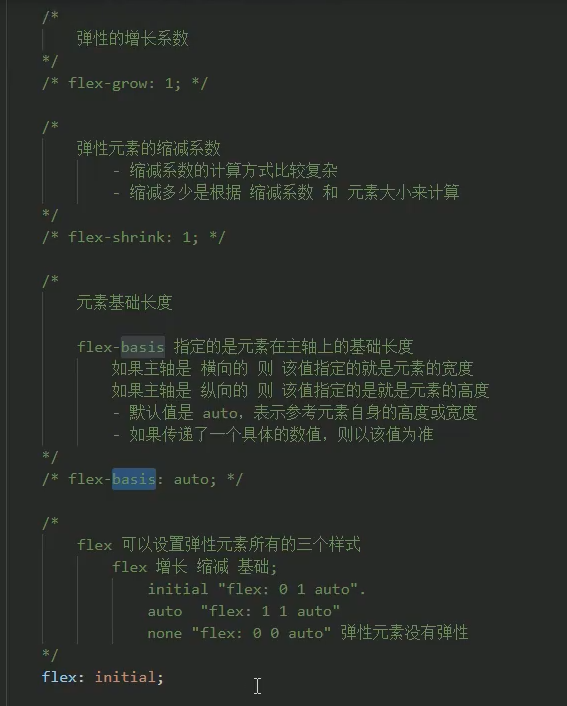 /*
弹性的增长系数
*/
/* flex-grow: 1; */
/*
弹性元素的缩减系数
- 缩减系数的计算方式比较复杂
- 缩减多少是根据 缩减系数 和 元素大小来计算
*/
/* flex-shrink: 1; */
/*
元素基础长度
flex-basis 指定的是元素在主轴上的基础长度
如果主轴是 横向的 则 该值指定的就是元素的宽度
如果主轴是 纵向的 则 该值指定的是就是元素的高度
- 默认值是 auto，表示参考元素自身的高度或宽度
- 如果传递了一个具体的数值，则以该值为准
*/
/* flex-basis: auto; */
/*
flex 可以设置弹性元素所有的三个样式
flex 增长 缩减 基础;
initial "flex: 0 1 auto".
auto  "flex: 1 1 auto"
none "flex: 0 0 auto" 弹性元素没有弹性
*/
flex: initial;